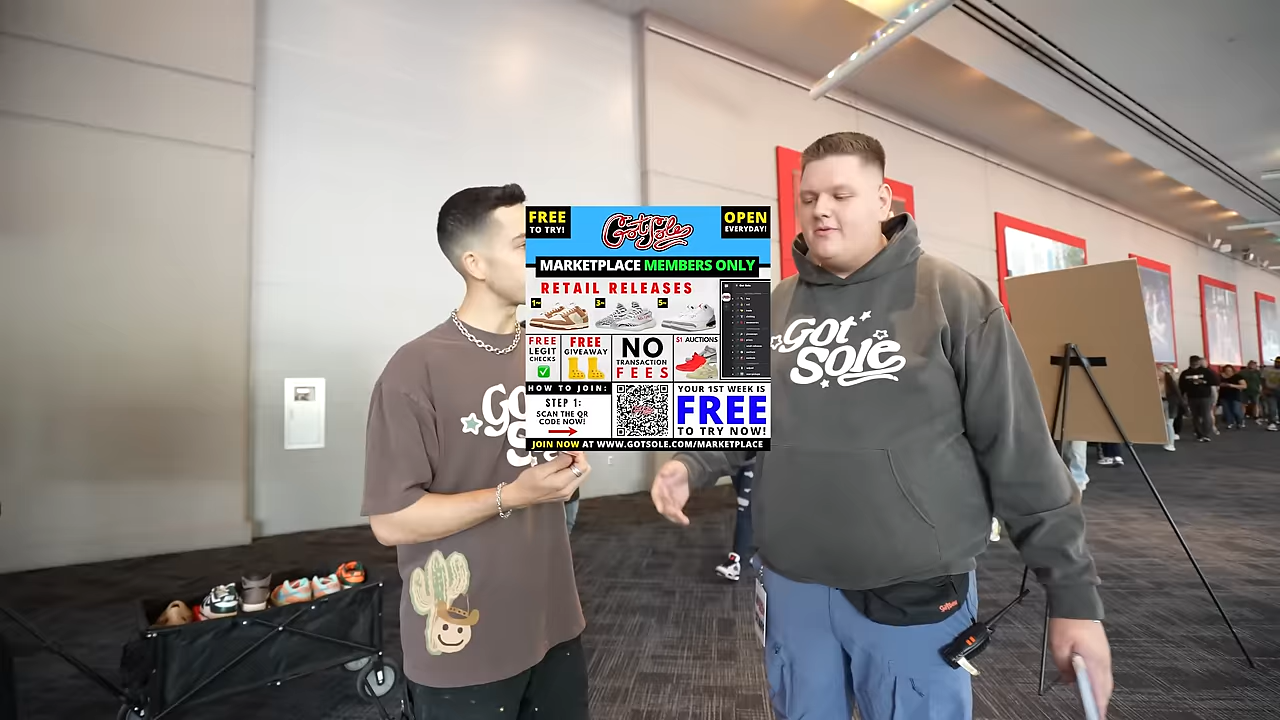 FREE
TO TRY!
Got Sole
OPEN
EVERYDAY!
MARKETPLACE MEMBERS ONLY
RETAIL RELEASES
FREE
LEGIT
CHECKS
FREE
GIVEAWAY
NO
TRANSACTION
FEES
$1 AUCTIONS
HOW TO JOIN:
STEP 1:
SCAN THE QR
CODE NOW!
YOUR 1ST WEEK IS
FREE
TO TRY NOW!
JOIN NOW AT WWW.GOTSOLE.COM/MARKETPLACE
Got
Sole